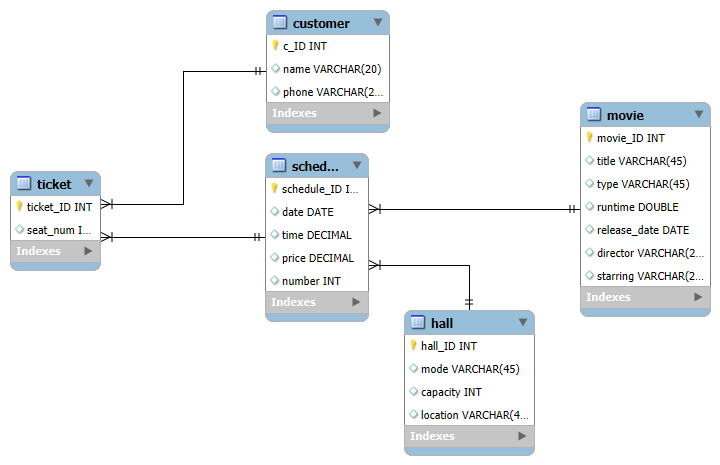 customer
c_ID INT
name VARCHAR(20)
phone VARCHAR(2...
Indexes
movie
movie_ID INT
title VARCHAR(45)
type VARCHAR(45)
runtime DOUBLE
release_date DATE
director VARCHAR(2...
starring VARCHAR(2...
Indexes
sched...
schedule_ID I...
date DATE
time DECIMAL
price DECIMAL
number INT
Indexes
ticket
ticket_ID INT
seat_num I...
Indexes
hall
hall_ID INT
mode VARCHAR(45)
capacity INT
location VARCHAR(4...
Indexes